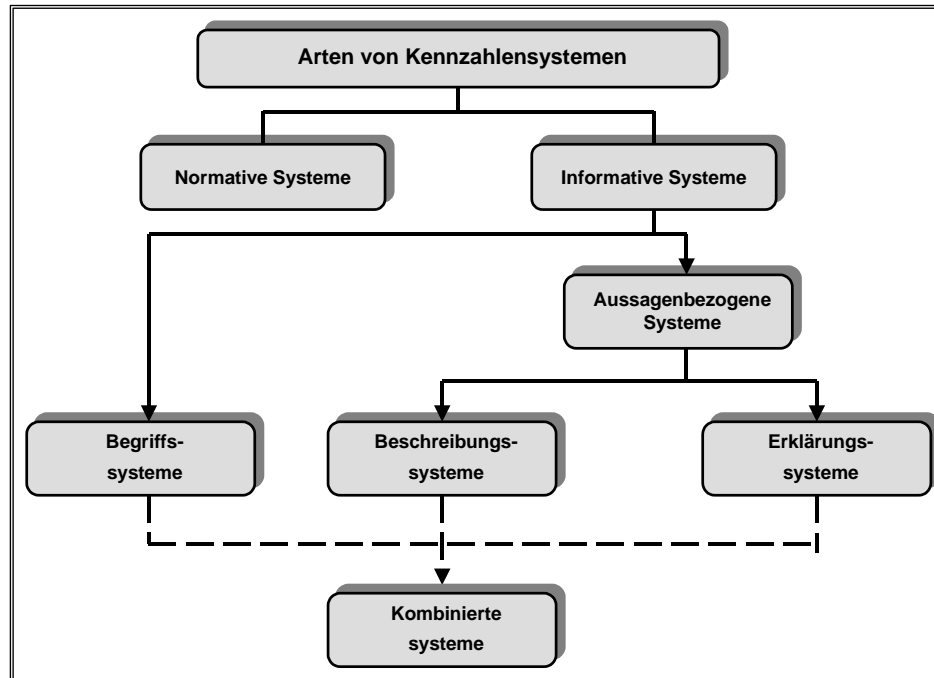 Arten von Kennzahlensystemen
Normative Systeme
Informative Systeme
Aussagenbezogene
Systeme
Begriffs-
systeme
Beschreibungs-
systeme
Erklärungs-
systeme
Kombinierte
systeme